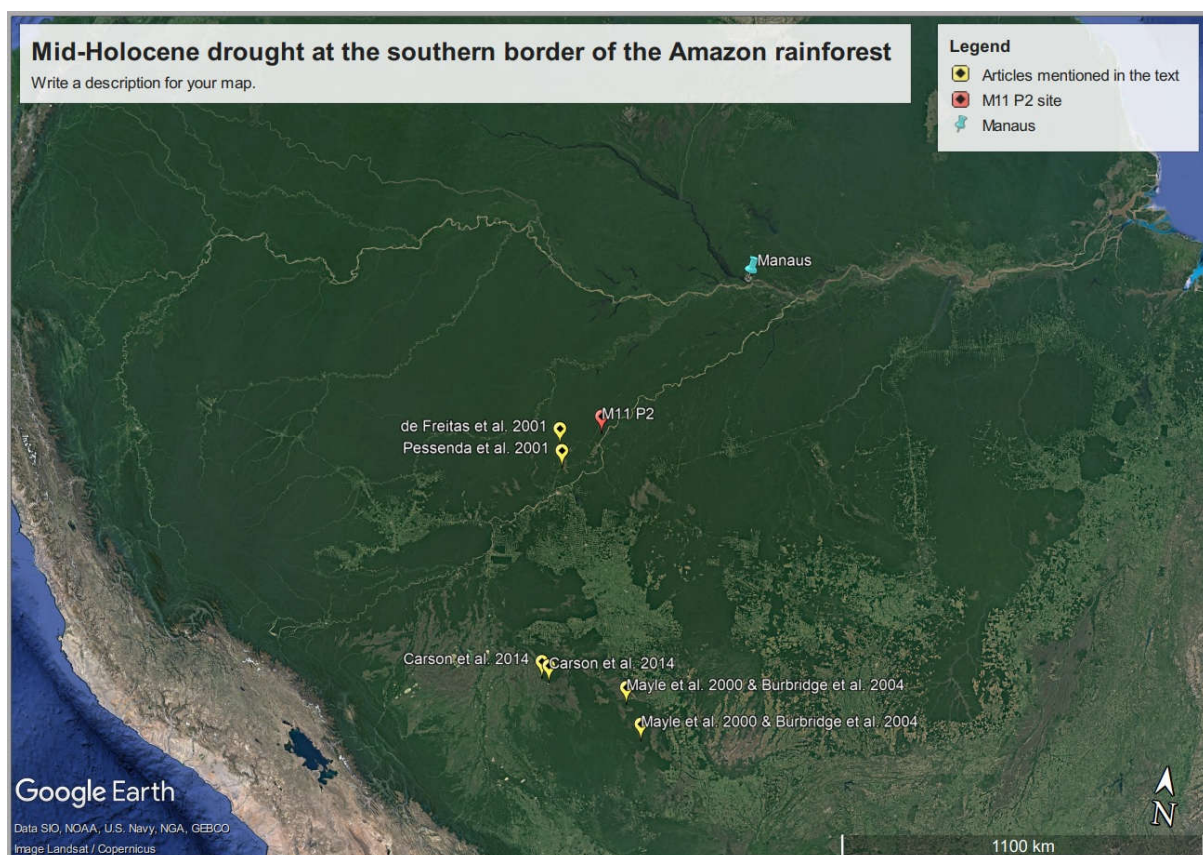 Mid-Holocene drought at the southern border of the Amazon rainforest
Write a description for your map.
Legend
Articles mentioned in the text
M11 P2 site
Manaus
Manaus
M11 P2
de Freitas et al. 2001
Pessenda et al. 2001
Carson et al. 2014
Carson et al. 2014
Mayle et al. 2000 & Burbridge et al. 2004
Mayle et al. 2000 & Burbridge et al. 2004
Google Earth
Data SIO, NOAA, U.S. Navy, NGA, GEBCO
Image Landsat / Copernicus
N
1100 km